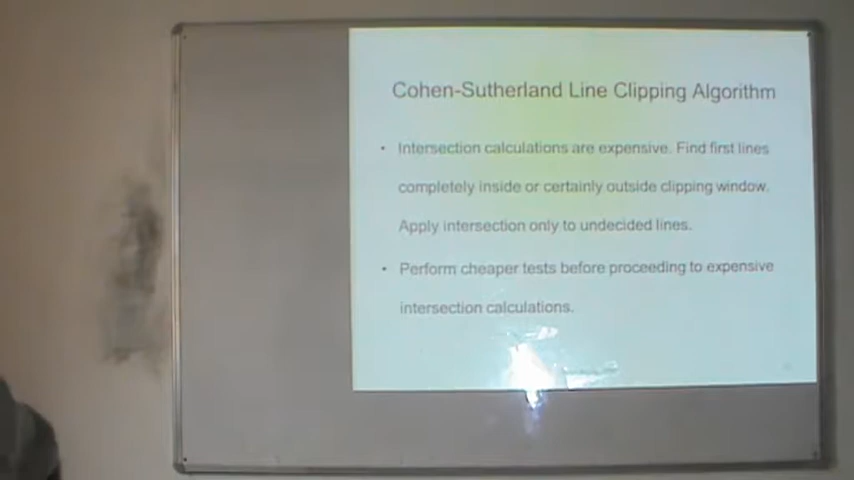 Cohen-Sutherland Line Clipping Algorithm
• Intersection calculations are expensive. Find first lines
completely inside or certainly outside clipping window.
Apply intersection only to undecided lines.
• Perform cheaper tests before proceeding to expensive
intersection calculations.